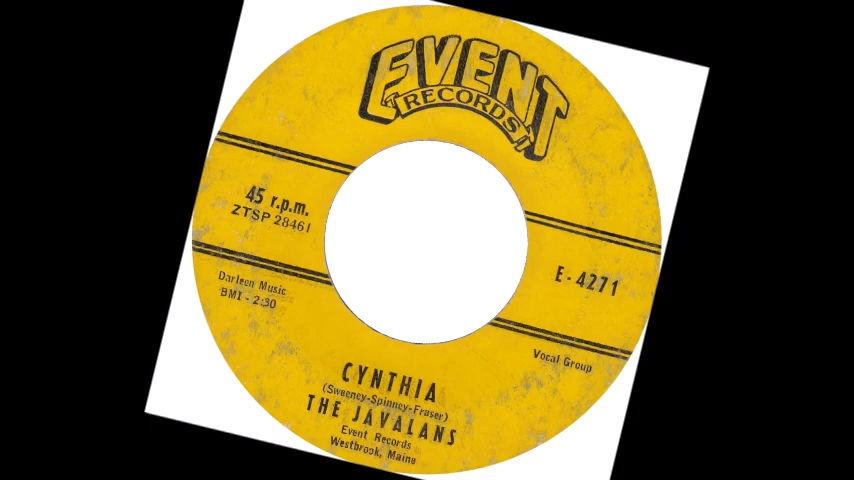 EVENT
RECORDS
45 r.p.m.
ZTSP 28461
E-4271
Darleen Music
BMI - 2:30
Vocal Group
CYNTHIA
(Sweeney-Spinney-Fraser)
THE JAVALANS
Event Records
Westbrook, Maine